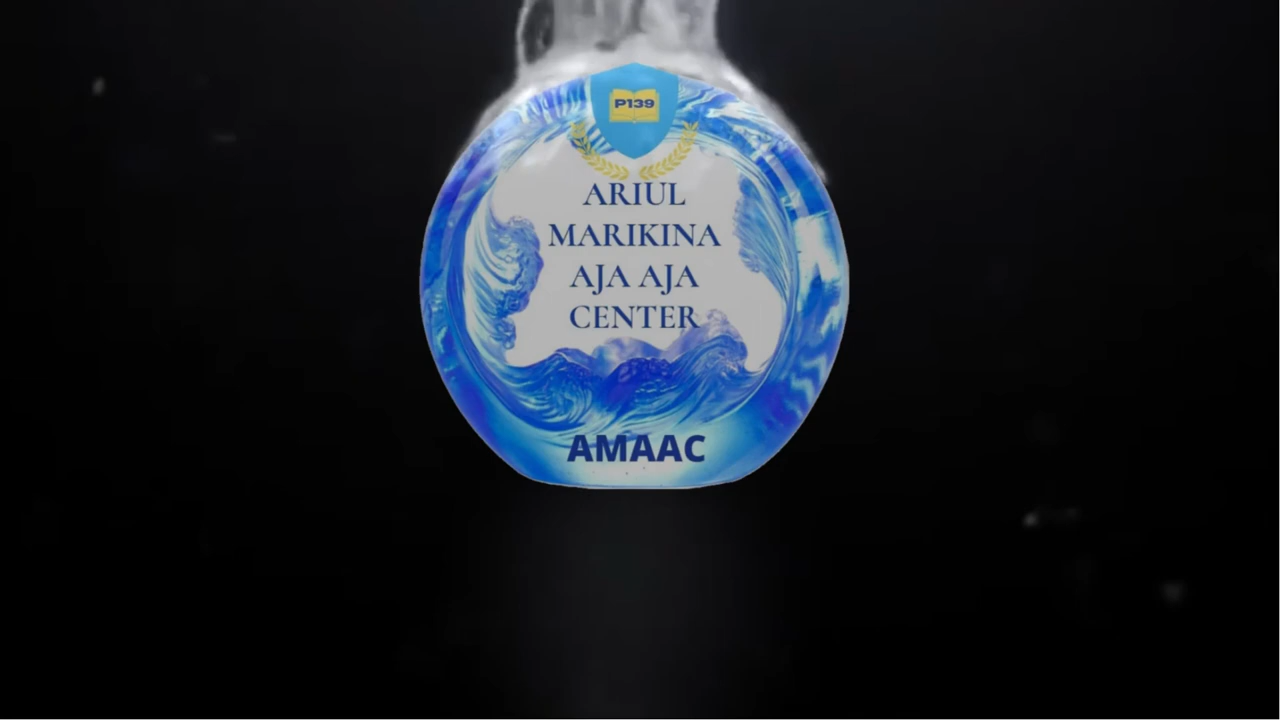 P139
ARIUL
MARIKINA
AJA AJA
CENTER
AMAAC